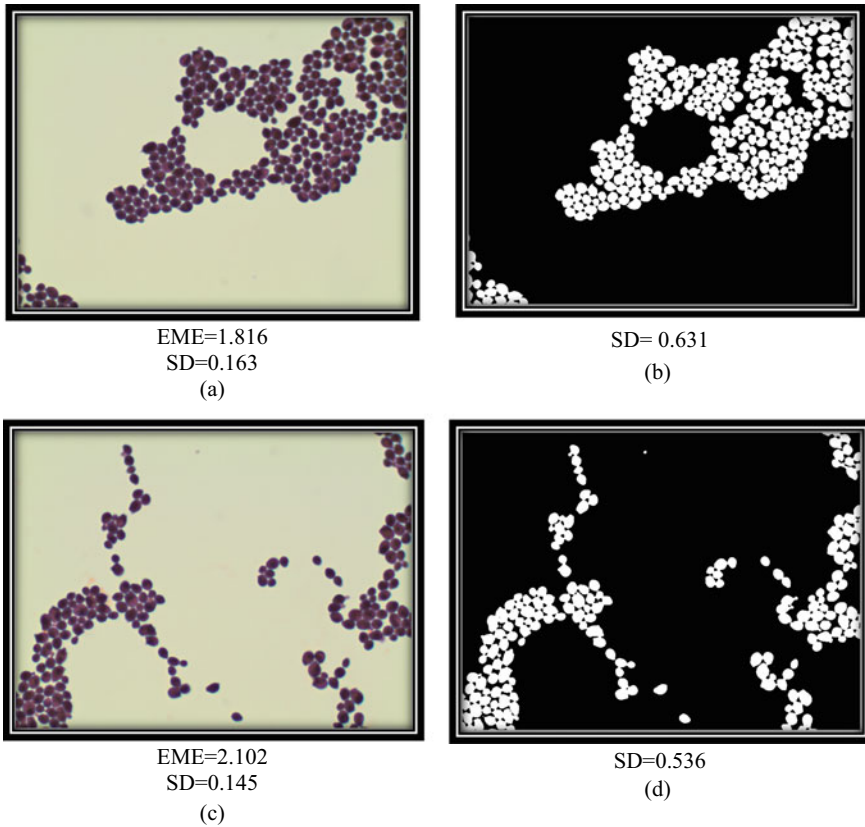 EME=1.816
SD=0.163
(a)
SD= 0.631
(b)
EME=2.102
SD=0.145
(c)
SD=0.536
(d)